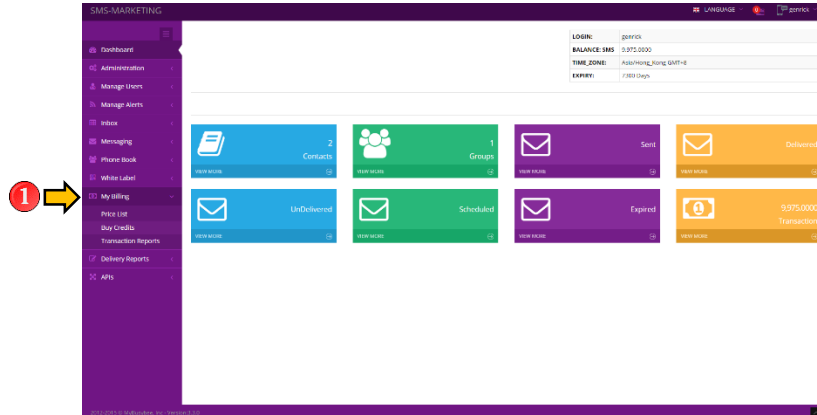 SMS-MARKETING
LANGUAGE
genrick
LOGIN: genrick
BALANCE: SMS 9,975.0000
TIME_ZONE: Asia/Hong_Kong GMT+8
EXPIRY: Days
Dashboard
Administration
Manage Users
Manage Alerts
Inbox
Messaging
Phone Book
White Label
My Billing
Price List
Buy Credits
Transaction Reports
Delivery Reports
APIs
1
2
Contacts
VIEW MORE
1
Groups
VIEW MORE
Sent
VIEW MORE
Delivered
VIEW MORE
UnDelivered
VIEW MORE
Scheduled
VIEW MORE
Expired
VIEW MORE
9,975.0000
Transaction
VIEW MORE